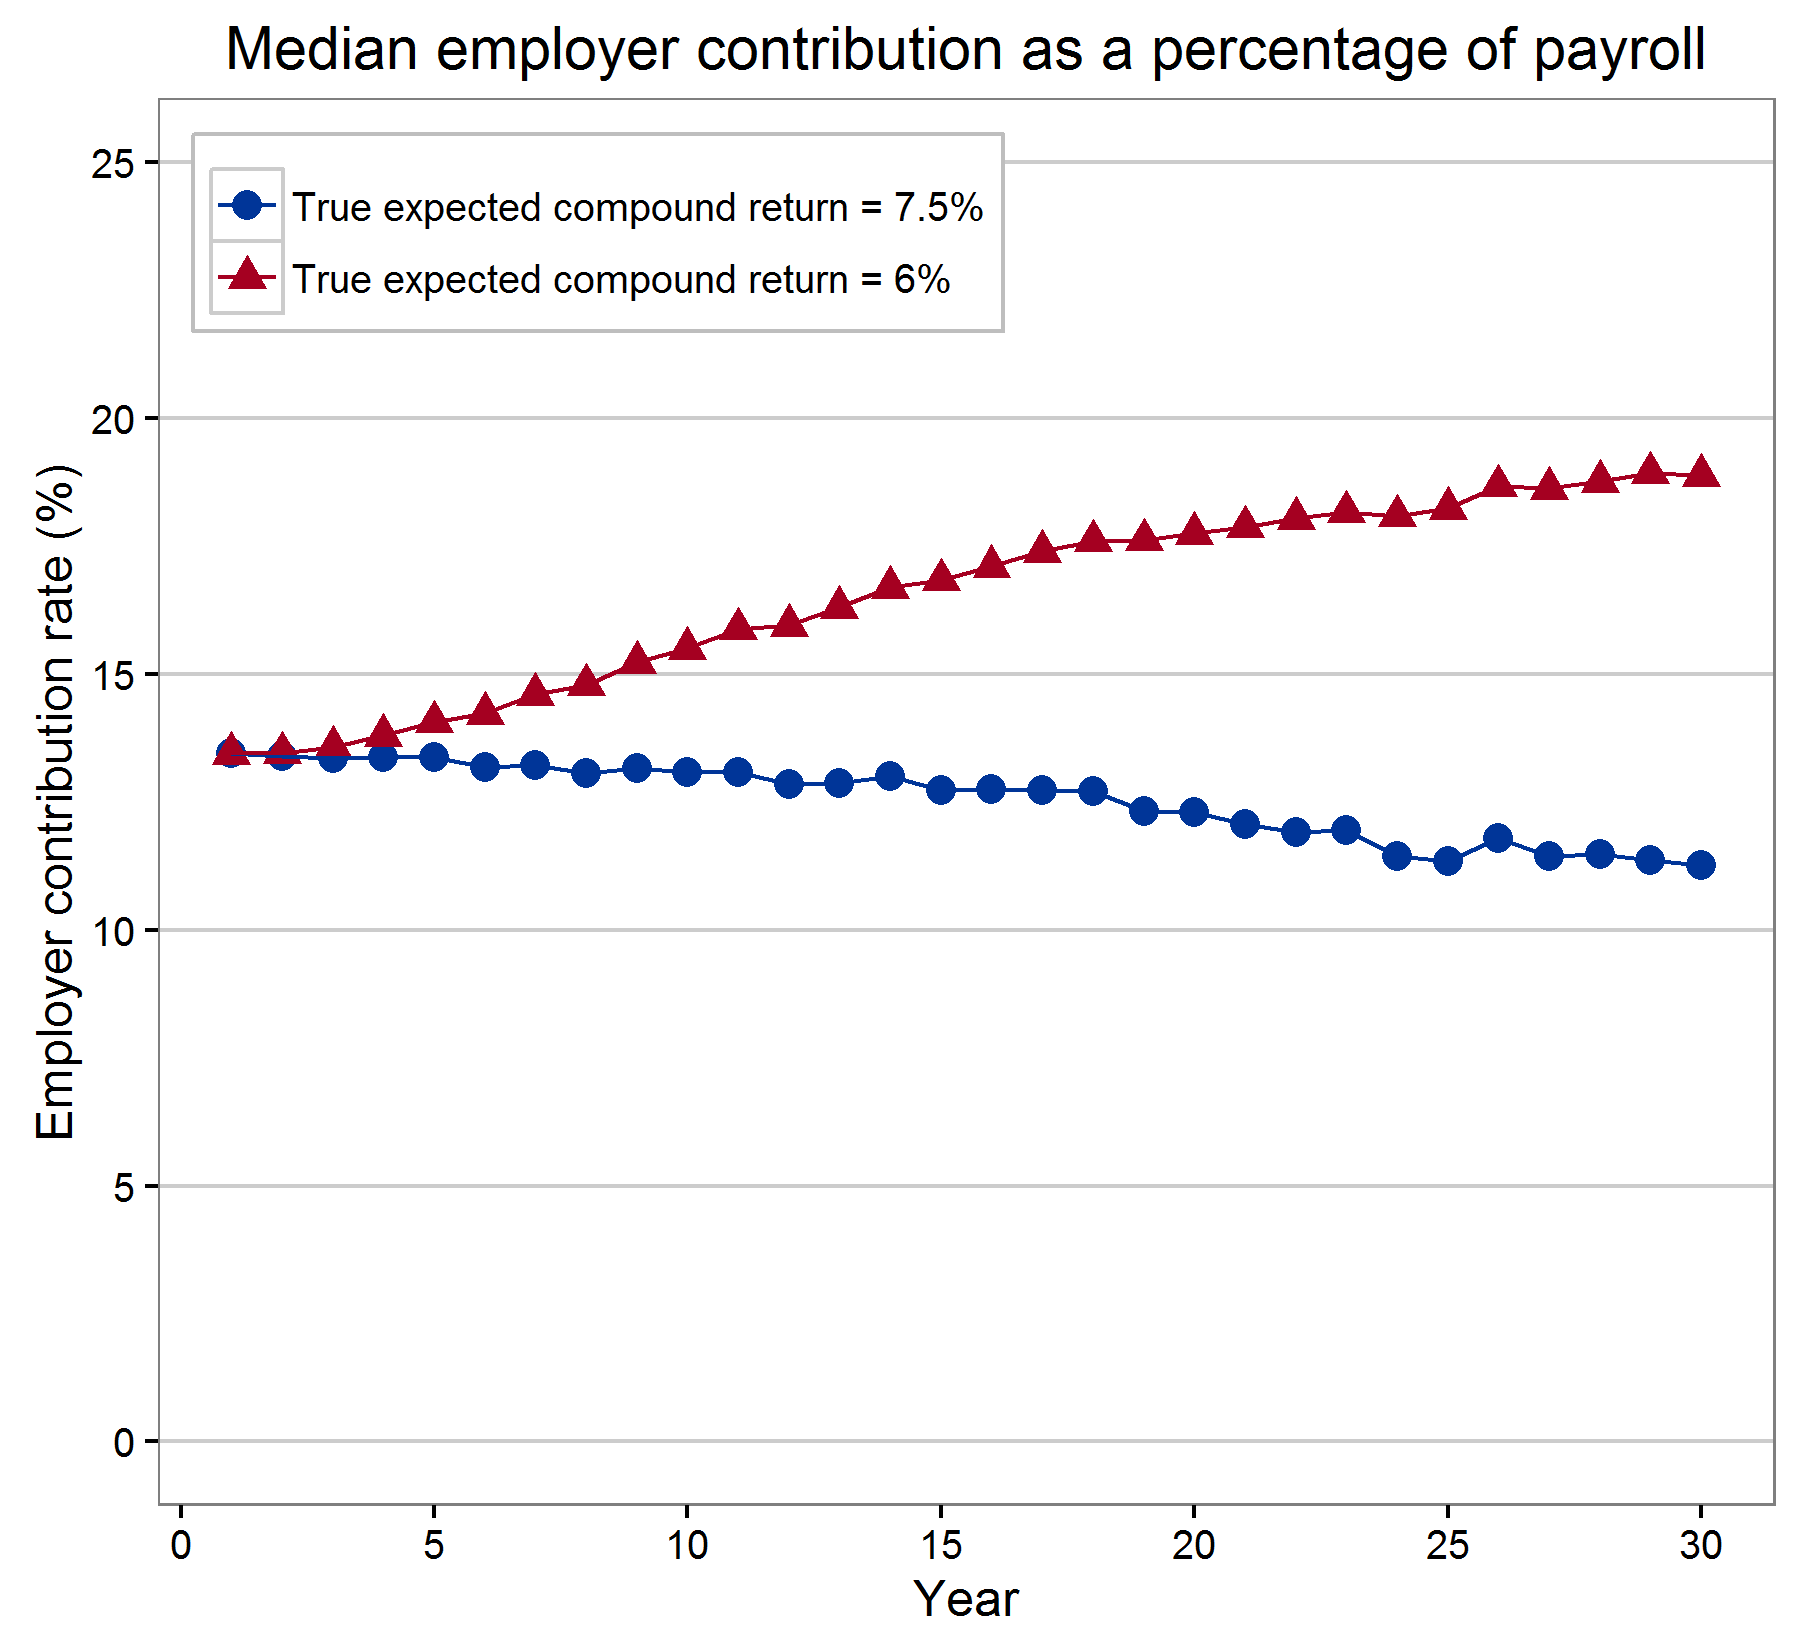 Median employer contribution as a percentage of payroll
True expected compound return = 7.5%
True expected compound return = 6%
Employer contribution rate (%)
25
20
15
10
5
0
0 5 10 15 20 25 30
Year